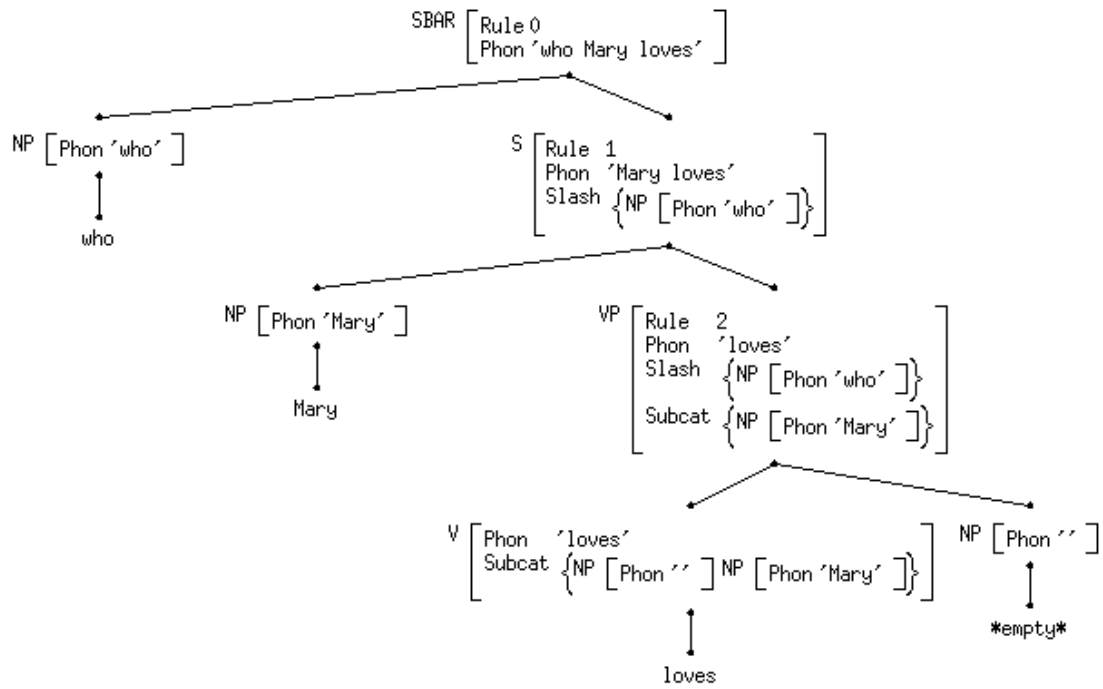 SBAR [Rule 0
Phon 'who Mary loves' ]
NP [Phon 'who' ]
who
S [Rule 1
Phon 'Mary loves'
Slash {NP [Phon 'who' ]}]
NP [Phon 'Mary' ]
Mary
VP [Rule 2
Phon 'loves'
Slash {NP [Phon 'who' ]}
Subcat {NP [Phon 'Mary' ]}]
V [Phon 'loves'
Subcat {NP [Phon '' ] NP [Phon 'Mary' ]}]
loves
NP [Phon '' ]
*empty*